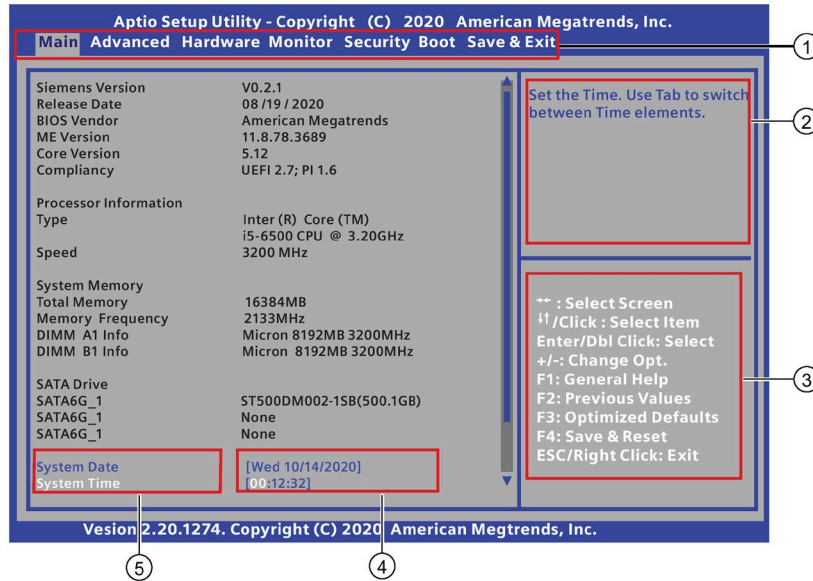 Aptio Setup Utility - Copyright (C) 2020 American Megatrends, Inc.
Main Advanced Hardware Monitor Security Boot Save & Exit
1
Siemens Version V0.2.1
Release Date 08 /19 / 2020
BIOS Vendor American Megatrends
ME Version 11.8.78.3689
Core Version 5.12
Compliancy UEFI 2.7; PI 1.6
Processor Information
Type Inter (R) Core (TM)
i5-6500 CPU @ 3.20GHz
Speed 3200 MHz
System Memory
Total Memory 16384MB
Memory Frequency 2133MHz
DIMM A1 Info Micron 8192MB 3200MHz
DIMM B1 Info Micron 8192MB 3200MHz
SATA Drive
SATA6G_1 ST500DM002-1SB(500.1GB)
SATA6G_1 None
SATA6G_1 None
System Date [Wed 10/14/2020]
System Time [00:12:32]
Set the Time. Use Tab to switch
between Time elements.
2
↔ : Select Screen
↓↑/Click : Select Item
Enter/Dbl Click: Select
+/-: Change Opt.
F1: General Help
F2: Previous Values
F3: Optimized Defaults
F4: Save & Reset
ESC/Right Click: Exit
3
Vesion 2.20.1274. Copyright (C) 2020 American Megtrends, Inc.
5
4